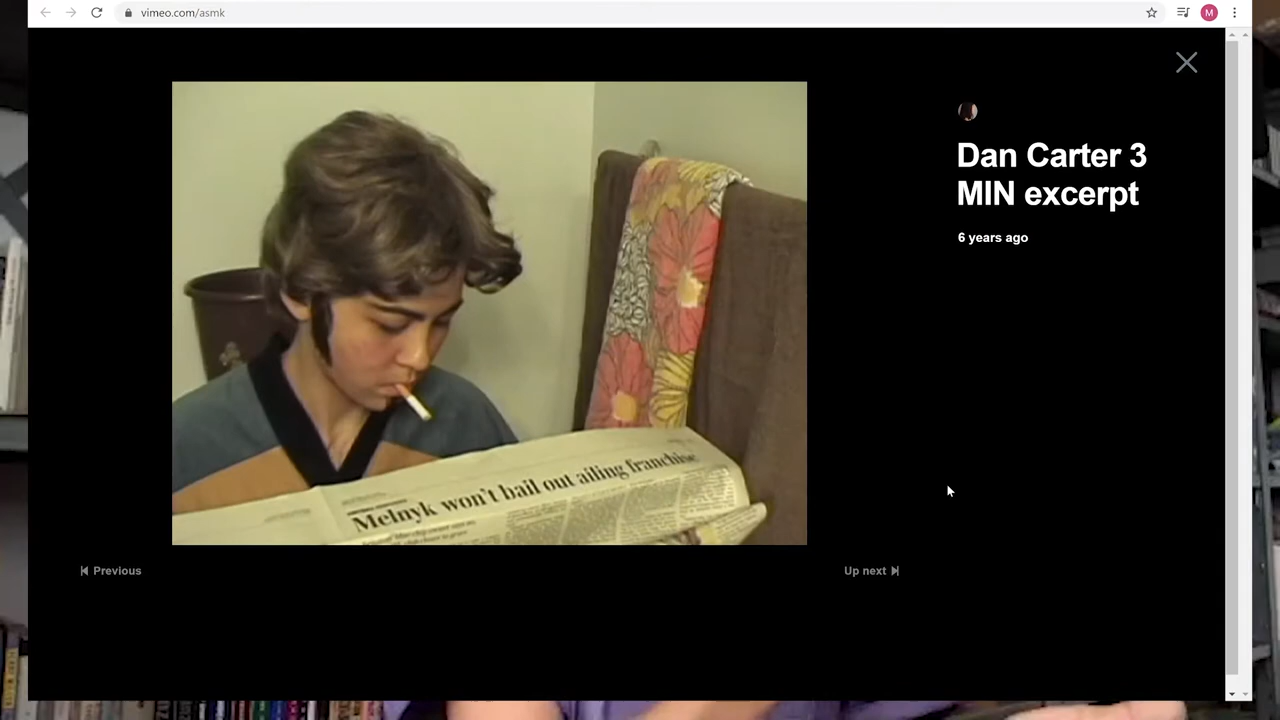 vimeo.com/asmk
M
Dan Carter 3
MIN excerpt
6 years ago
Melnyk won't bail out ailing franchise
Previous
Up next